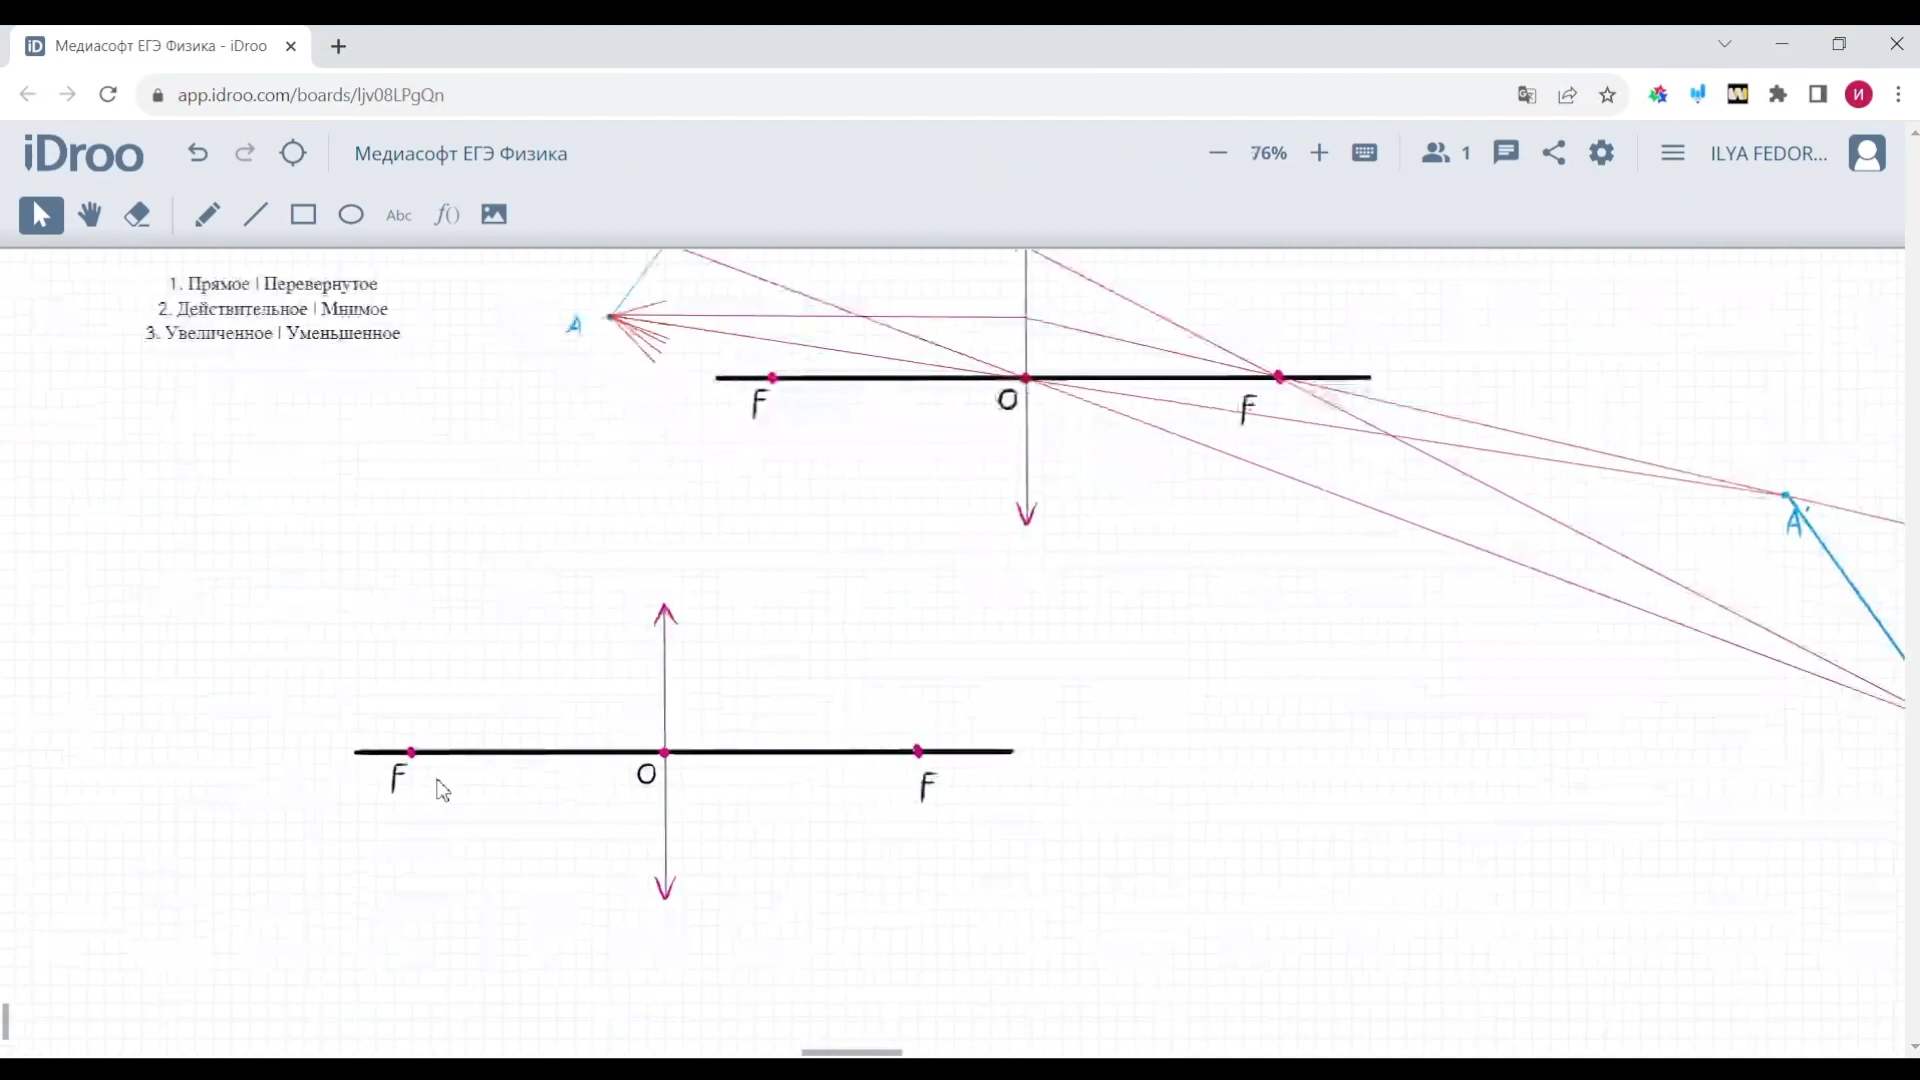 Медиасофт ЕГЭ Физика - iDroo
app.idroo.com/boards/ljv08LPgQn
И
iDroo
Медиасофт ЕГЭ Физика
76%
1
ILYA FEDOR...
Abc
f()
1. Прямое | Перевернутое
2. Действительное | Мнимое
3. Увеличенное | Уменьшенное
A
F
O
F
A'
F
O
F